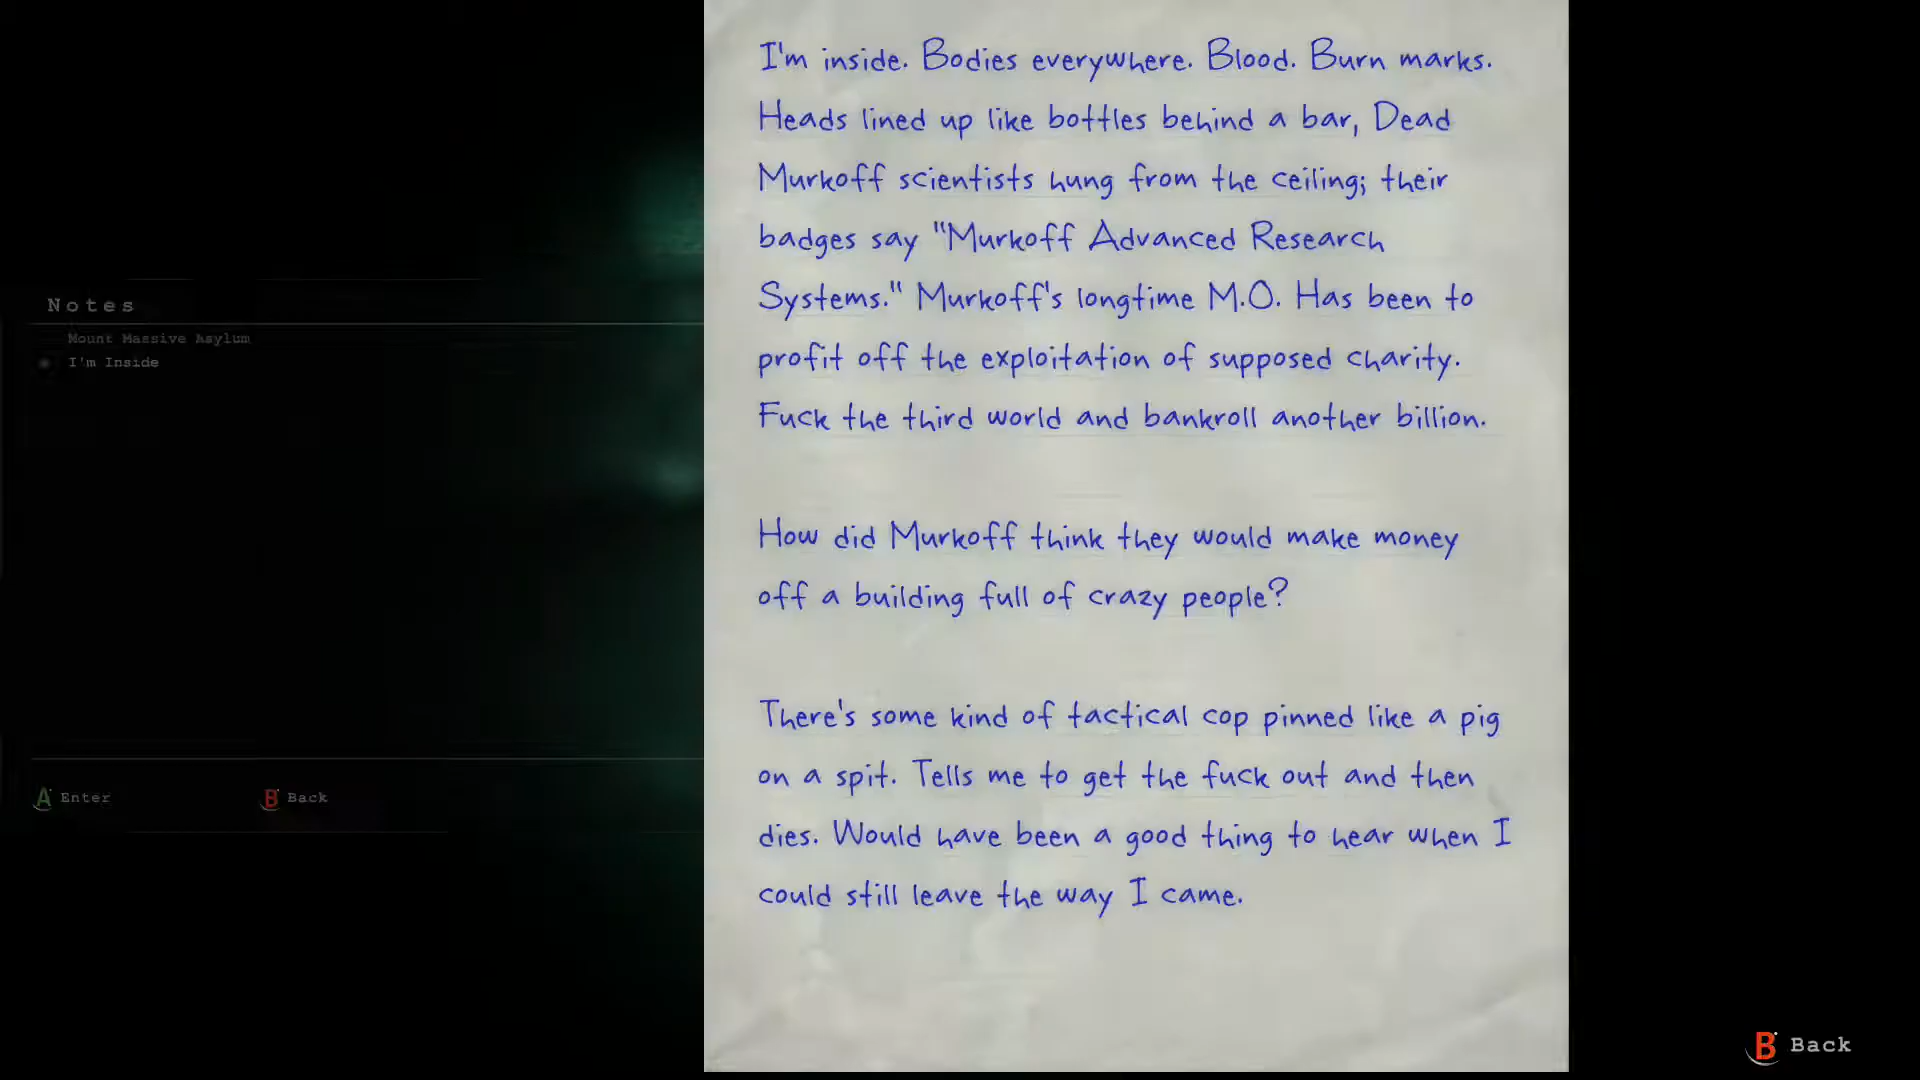 Notes
Mount Massive Asylum
I'm Inside
A Enter
B Back
I'm inside. Bodies everywhere. Blood. Burn marks.
Heads lined up like bottles behind a bar, Dead
Murkoff scientists hung from the ceiling; their
badges say "Murkoff Advanced Research
Systems." Murkoff's longtime M.O. Has been to
profit off the exploitation of supposed charity.
Fuck the third world and bankroll another billion.
How did Murkoff think they would make money
off a building full of crazy people?
There's some kind of tactical cop pinned like a pig
on a spit. Tells me to get the fuck out and then
dies. Would have been a good thing to hear when I
could still leave the way I came.
B Back